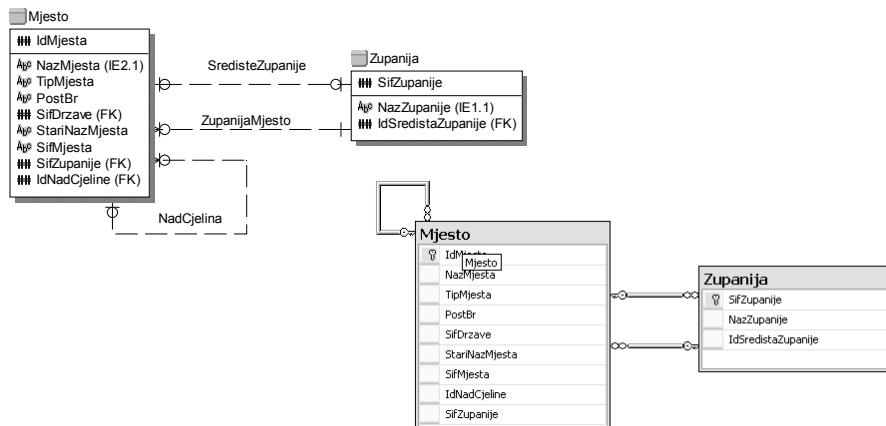 Mjesto
IdMjesta
NazMjesta (IE2.1)
TipMjesta
PostBr
SifDrzave (FK)
StariNazMjesta
SifMjesta
SifZupanije (FK)
IdNadCjeline (FK)
SredisteZupanije
ZupanijaMjesto
NadCjelina
Zupanija
SifZupanije
NazZupanije (IE1.1)
IdSredistaZupanije (FK)
Mjesto
IdMjesta
Mjesto
NazMjesta
TipMjesta
PostBr
SifDrzave
StariNazMjesta
SifMjesta
IdNadCjeline
SifZupanije
Zupanija
SifZupanije
NazZupanije
IdSredistaZupanije